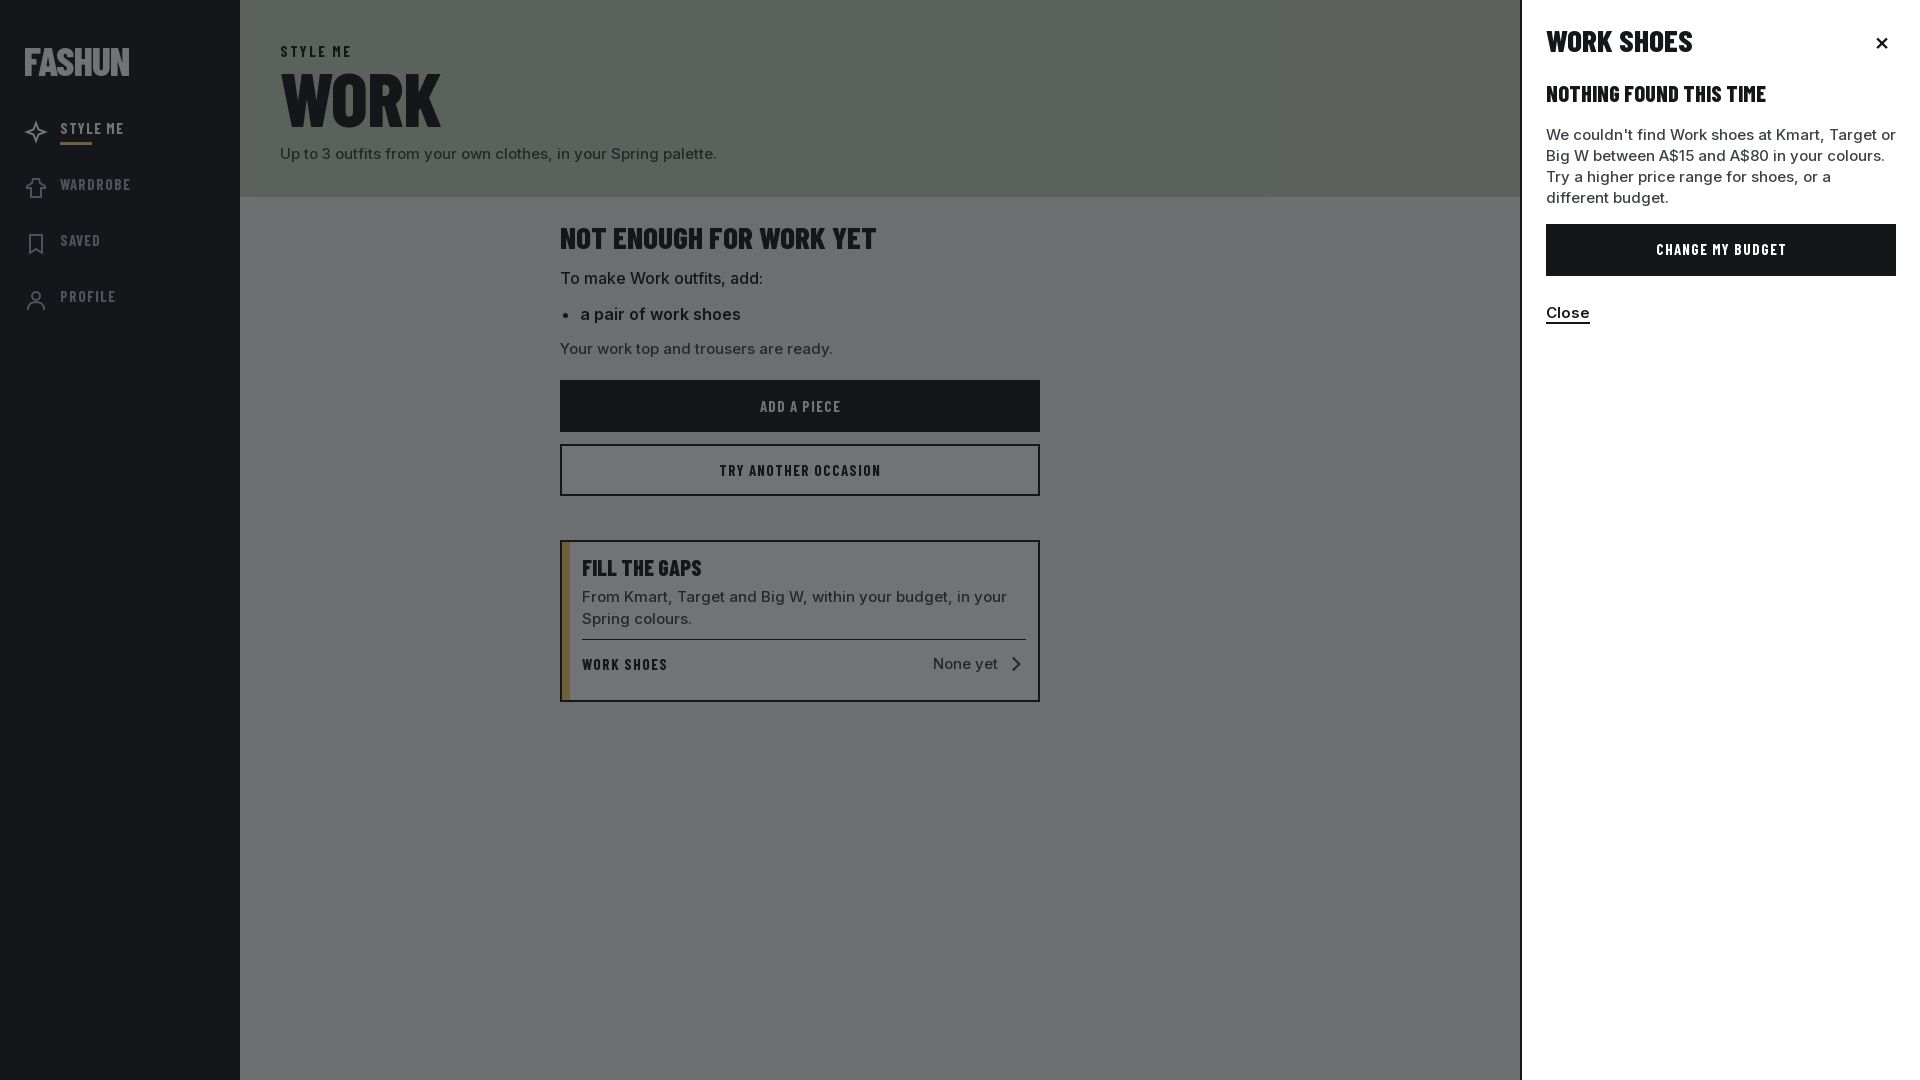 FASHUN
STYLE ME
WARDROBE
SAVED
PROFILE
STYLE ME
WORK
Up to 3 outfits from your own clothes, in your Spring palette.
NOT ENOUGH FOR WORK YET
To make Work outfits, add:
• a pair of work shoes
Your work top and trousers are ready.
ADD A PIECE
TRY ANOTHER OCCASION
FILL THE GAPS
From Kmart, Target and Big W, within your budget, in your
Spring colours.
WORK SHOES None yet
WORK SHOES
NOTHING FOUND THIS TIME
We couldn't find Work shoes at Kmart, Target or
Big W between A$15 and A$80 in your colours.
Try a higher price range for shoes, or a
different budget.
CHANGE MY BUDGET
Close